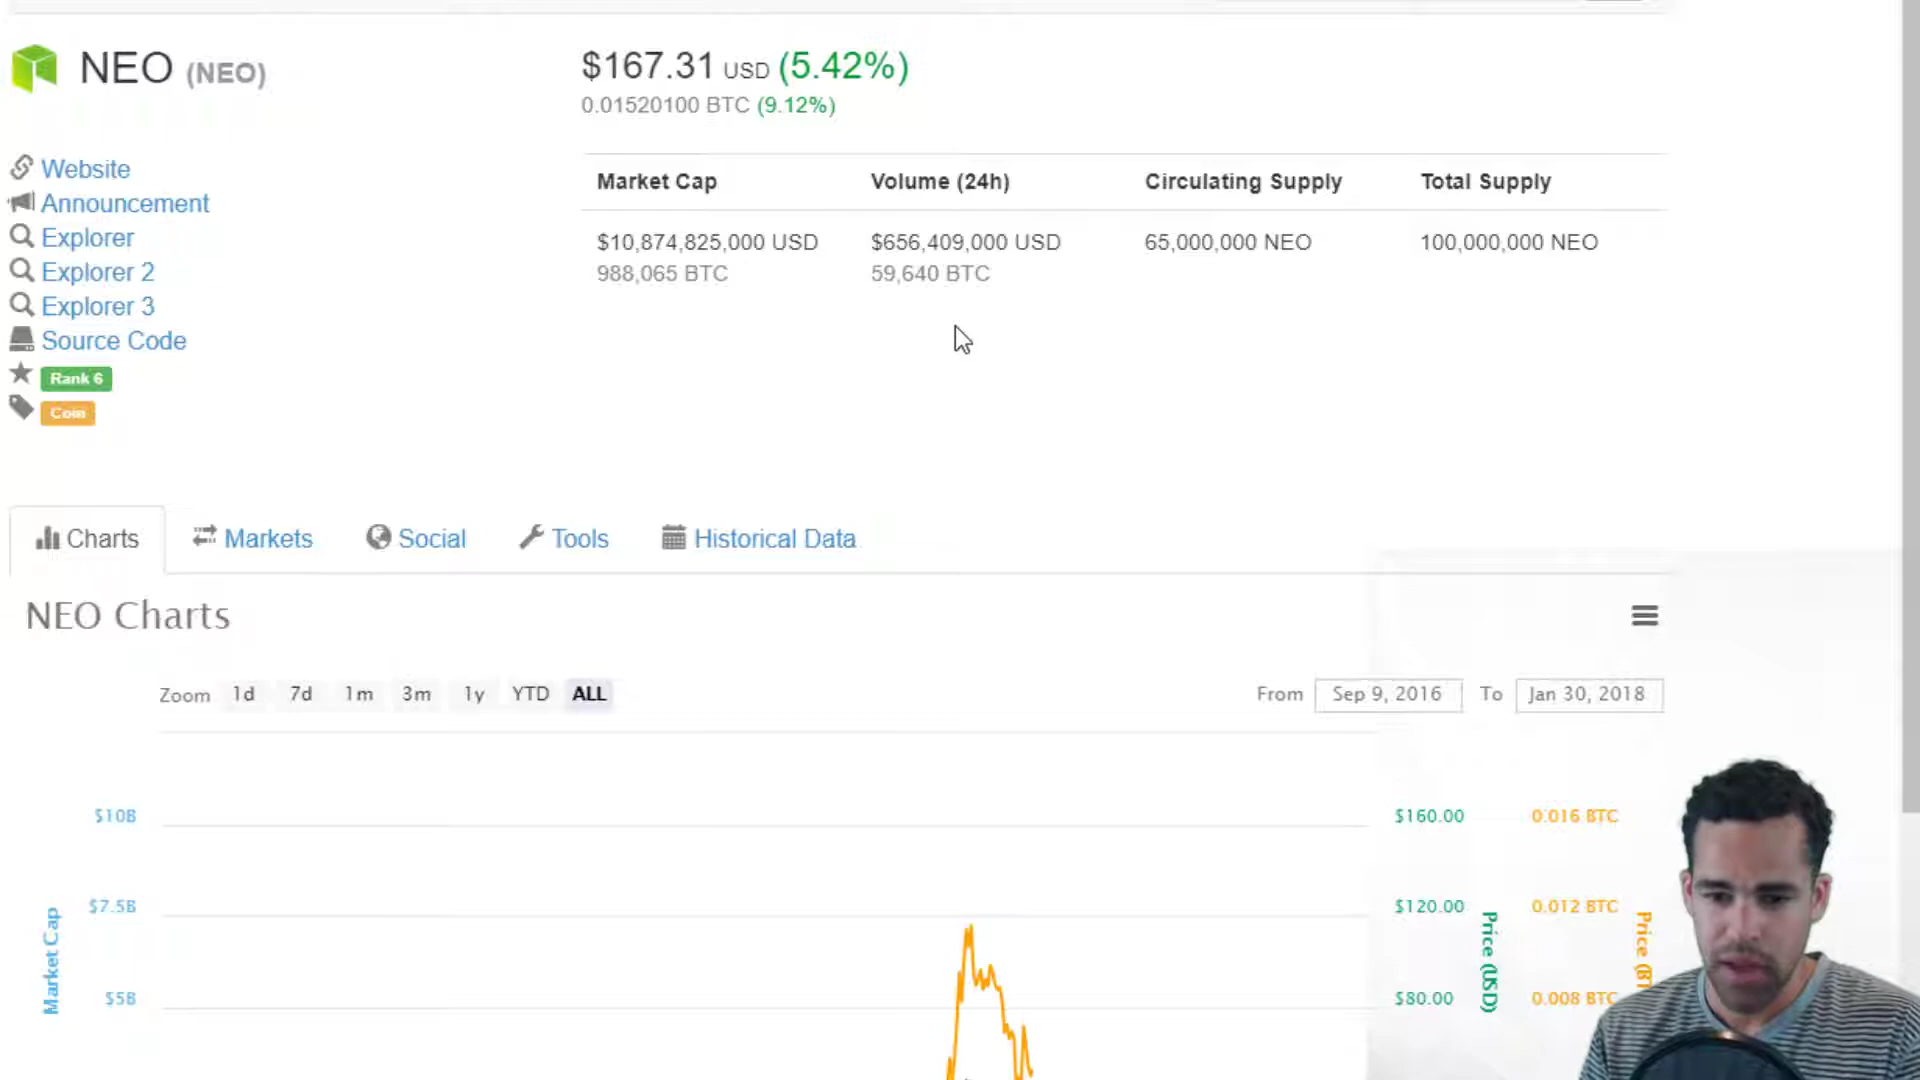 NEO (NEO)
$167.31 USD (5.42%)
0.01520100 BTC (9.12%)
Website
Announcement
Explorer
Explorer 2
Explorer 3
Source Code
Rank 6
Coin
Market Cap Volume (24h) Circulating Supply Total Supply
$10,874,825,000 USD $656,409,000 USD 65,000,000 NEO 100,000,000 NEO
988,065 BTC 59,640 BTC
Charts Markets Social Tools Historical Data
NEO Charts
Zoom 1d 7d 1m 3m 1y YTD ALL From Sep 9, 2016 To Jan 30, 2018
$10B $160.00 0.016 BTC
$7.5B $120.00 0.012 BTC
$5B $80.00 0.008 BTC
Market Cap
Price (USD)
Price (BT